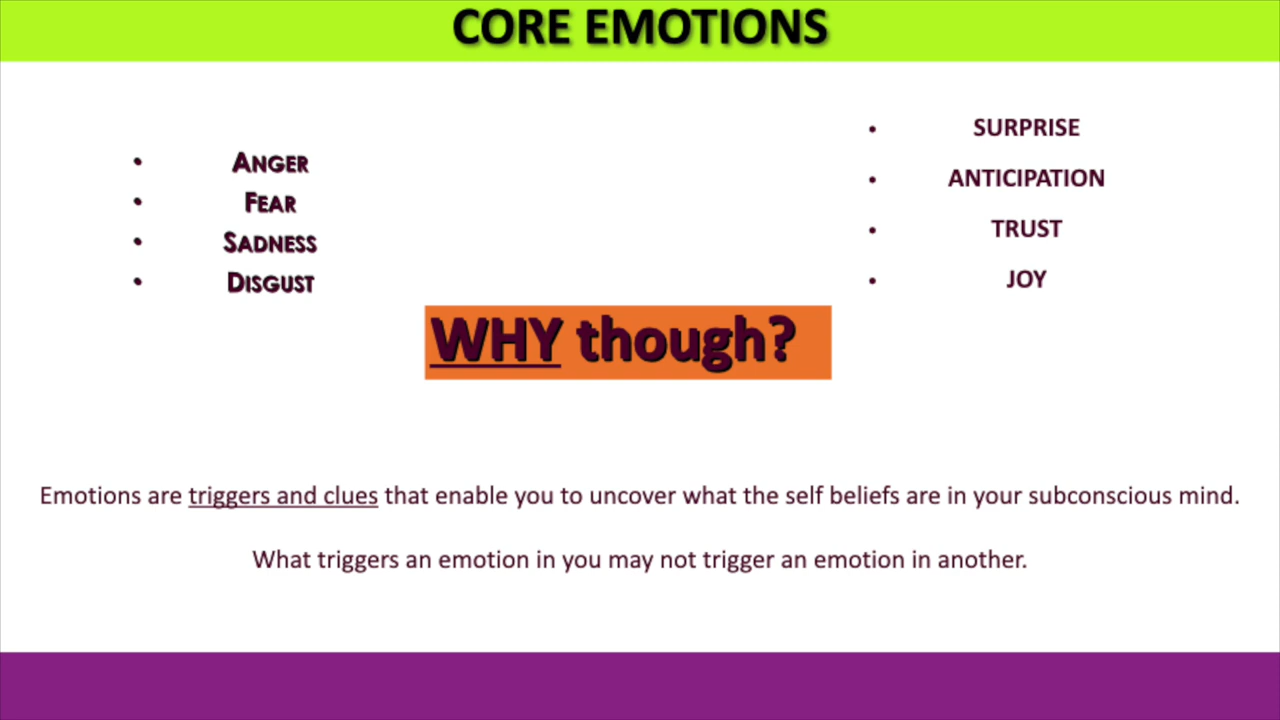 CORE EMOTIONS
• ANGER
• FEAR
• SADNESS
• DISGUST
• SURPRISE
• ANTICIPATION
• TRUST
• JOY
WHY though?
Emotions are triggers and clues that enable you to uncover what the self beliefs are in your subconscious mind.
What triggers an emotion in you may not trigger an emotion in another.